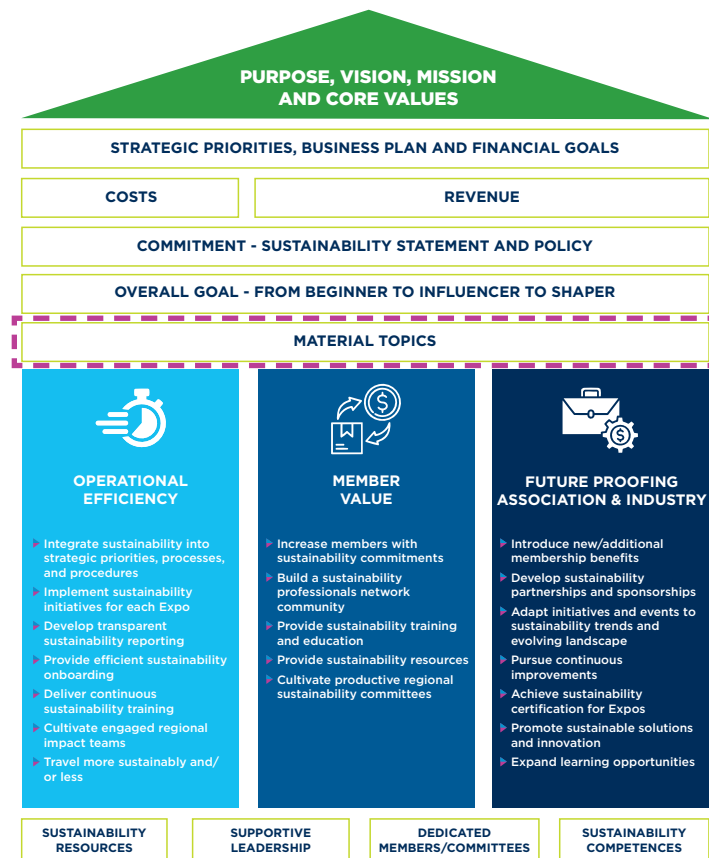 PURPOSE, VISION, MISSION
AND CORE VALUES
STRATEGIC PRIORITIES, BUSINESS PLAN AND FINANCIAL GOALS
COSTS
REVENUE
COMMITMENT - SUSTAINABILITY STATEMENT AND POLICY
OVERALL GOAL - FROM BEGINNER TO INFLUENCER TO SHAPER
MATERIAL TOPICS
$
$
OPERATIONAL
EFFICIENCY
Integrate sustainability into
strategic priorities, processes,
and procedures
Implement sustainability
initiatives for each Expo
Develop transparent
sustainability reporting
Provide efficient sustainability
onboarding
Deliver continuous
sustainability training
Cultivate engaged regional
impact teams
Travel more sustainably and/
or less
MEMBER
VALUE
Increase members with
sustainability commitments
Build a sustainability
professionals network
community
Provide sustainability training
and education
Provide sustainability resources
Cultivate productive regional
sustainability committees
FUTURE PROOFING
ASSOCIATION & INDUSTRY
Introduce new/additional
membership benefits
Develop sustainability
partnerships and sponsorships
Adapt initiatives and events to
sustainability trends and
evolving landscape
Pursue continuous
improvements
Achieve sustainability
certification for Expos
Promote sustainable solutions
and innovation
Expand learning opportunities
SUSTAINABILITY
RESOURCES
SUPPORTIVE
LEADERSHIP
DEDICATED
MEMBERS/COMMITTEES
SUSTAINABILITY
COMPETENCES